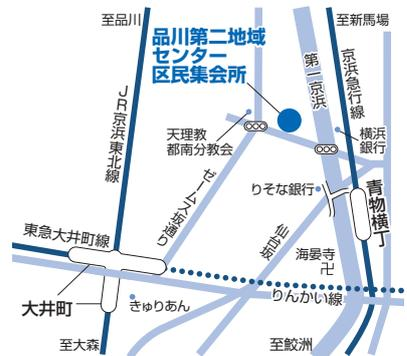 至品川
至新馬場
品川第二地域
センター
区民集会所
第一京浜
京浜急行線
JR京浜東北線
天理教
都南分教会
横浜
銀行
ゼームス坂通り
りそな銀行
青物横丁
仙台坂
海晏寺
卍
東急大井町線
大井町
きゅりあん
りんかい線
至大森
至鮫洲